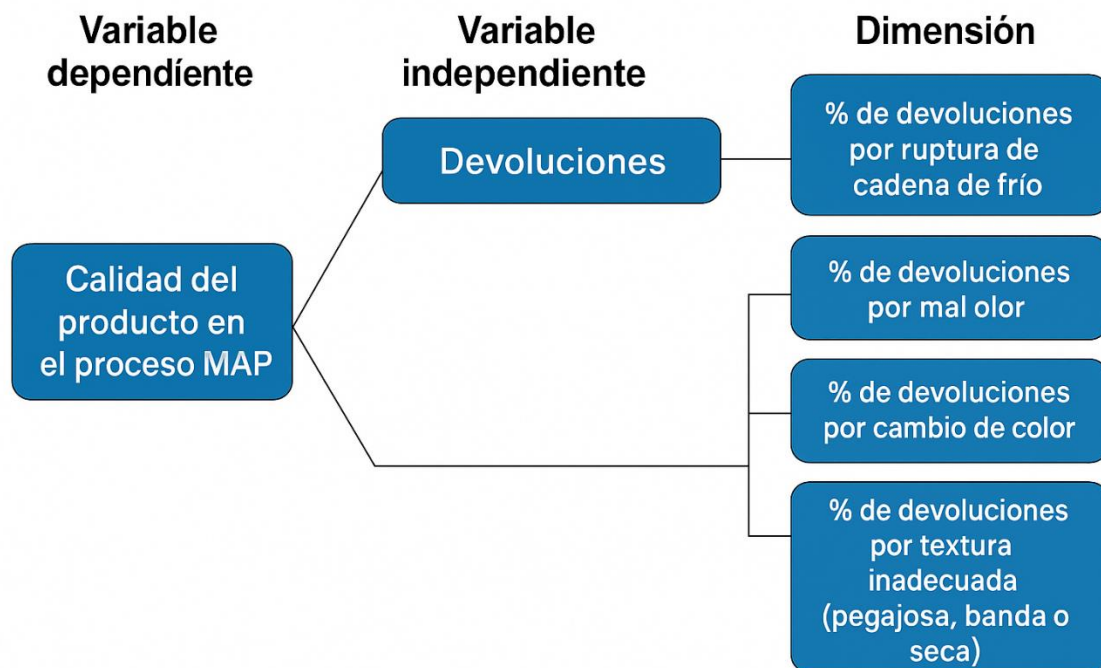 Variable
dependíente
Variable
independiente
Dimensión
Calidad del
producto en
el proceso MAP
Devoluciones
% de devoluciones
por ruptura de
cadena de frío
% de devoluciones
por mal olor
% de devoluciones
por cambio de color
% de devoluciones
por textura
inadecuada
(pegajosa, banda o
seca)